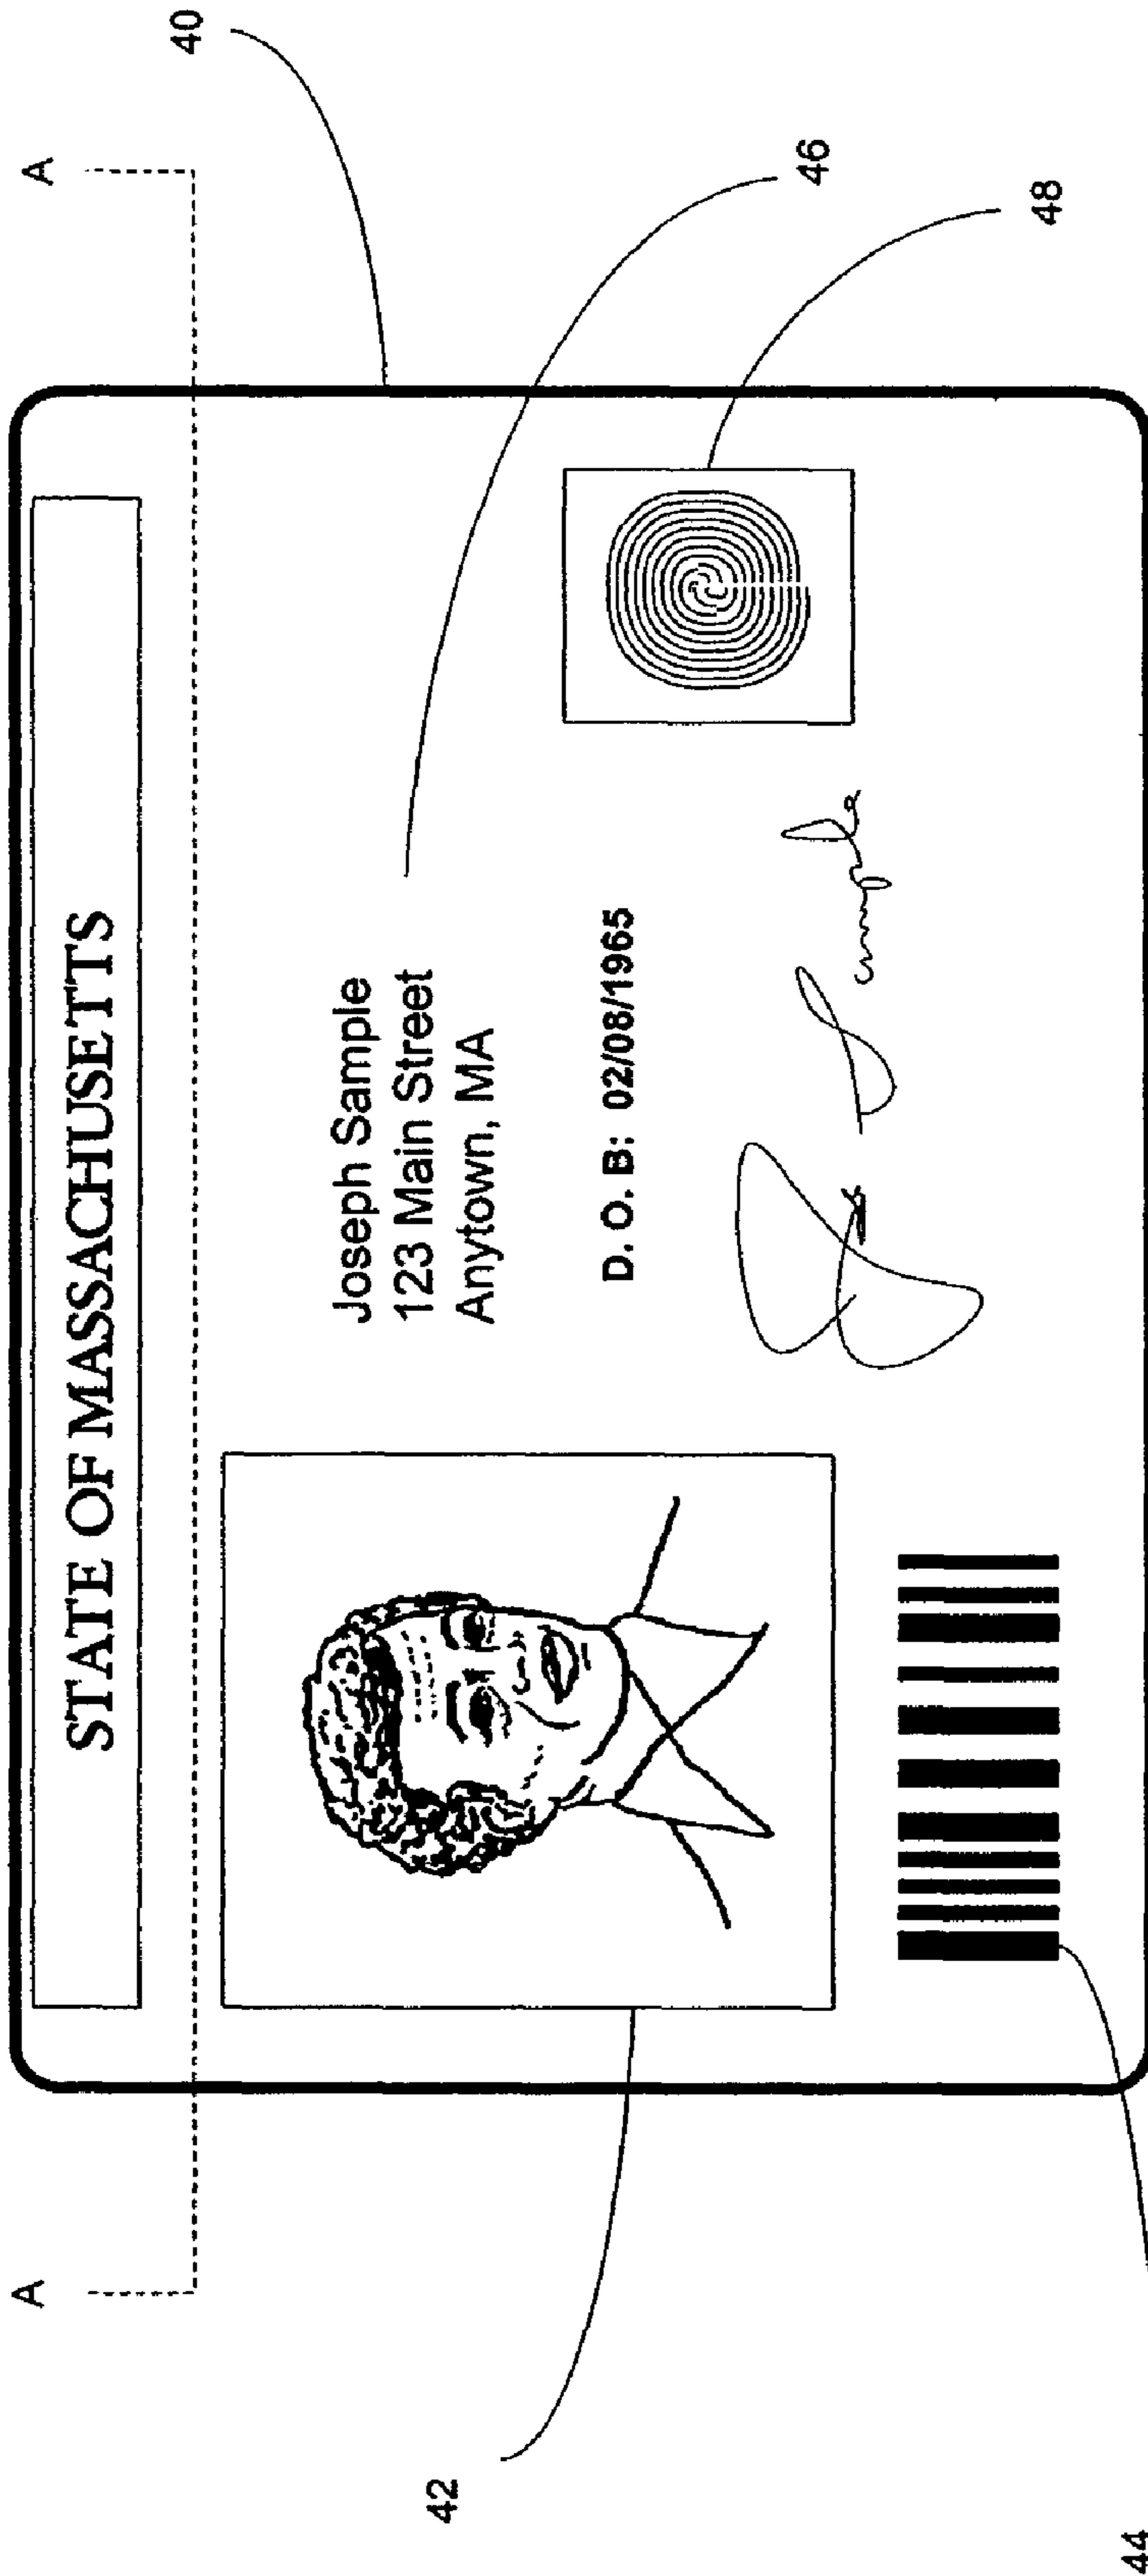 A A
40
STATE OF MASSACHUSETTS
Joseph Sample
123 Main Street
Anytown, MA
46
D. O. B: 02/08/1965
48
42
44